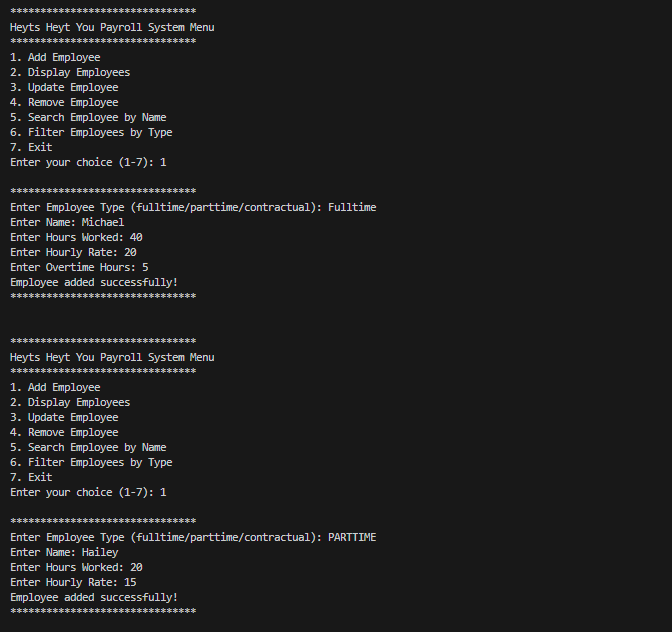 *******************************
Heyts Heyt You Payroll System Menu
*******************************
1. Add Employee
2. Display Employees
3. Update Employee
4. Remove Employee
5. Search Employee by Name
6. Filter Employees by Type
7. Exit
Enter your choice (1-7): 1
*******************************
Enter Employee Type (fulltime/parttime/contractual): Fulltime
Enter Name: Michael
Enter Hours Worked: 40
Enter Hourly Rate: 20
Enter Overtime Hours: 5
Employee added successfully!
*******************************
*******************************
Heyts Heyt You Payroll System Menu
*******************************
1. Add Employee
2. Display Employees
3. Update Employee
4. Remove Employee
5. Search Employee by Name
6. Filter Employees by Type
7. Exit
Enter your choice (1-7): 1
*******************************
Enter Employee Type (fulltime/parttime/contractual): PARTTIME
Enter Name: Hailey
Enter Hours Worked: 20
Enter Hourly Rate: 15
Employee added successfully!
*******************************